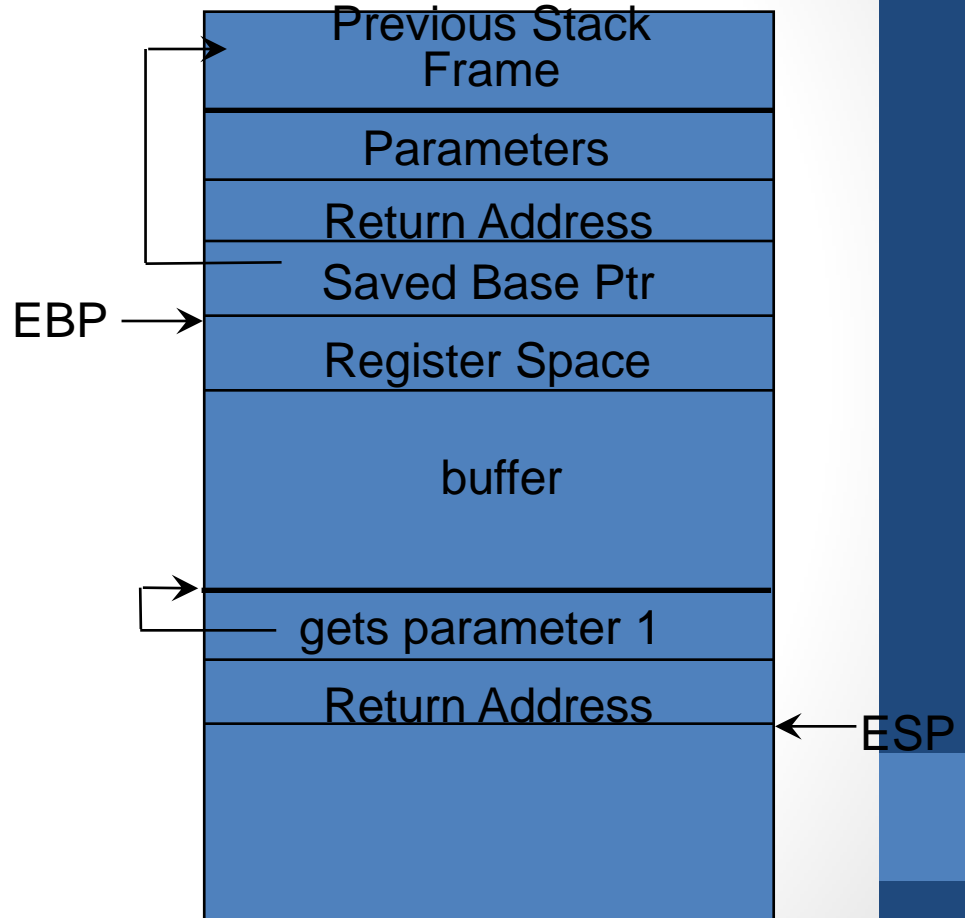 Previous Stack
Frame
Parameters
Return Address
Saved Base Ptr
EBP
Register Space
buffer
gets parameter 1
Return Address
ESP